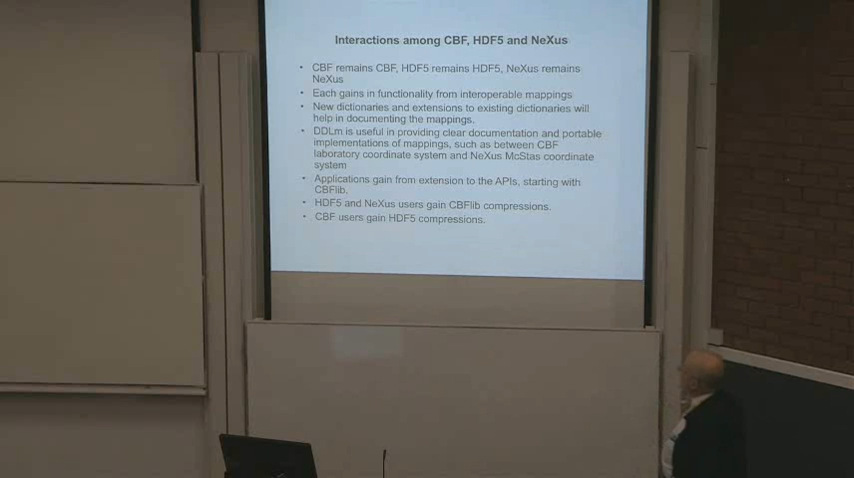 Interactions among CBF, HDF5 and NeXus
• CBF remains CBF, HDF5 remains HDF5, NeXus remains
NeXus
• Each gains in functionality from interoperable mappings
• New dictionaries and extensions to existing dictionaries will
help in documenting the mappings.
• DDLm is useful in providing clear documentation and portable
implementations of mappings, such as between CBF
laboratory coordinate system and NeXus McStas coordinate
system
• Applications gain from extension to the APIs, starting with
CBFlib.
• HDF5 and NeXus users gain CBFlib compressions.
• CBF users gain HDF5 compressions.